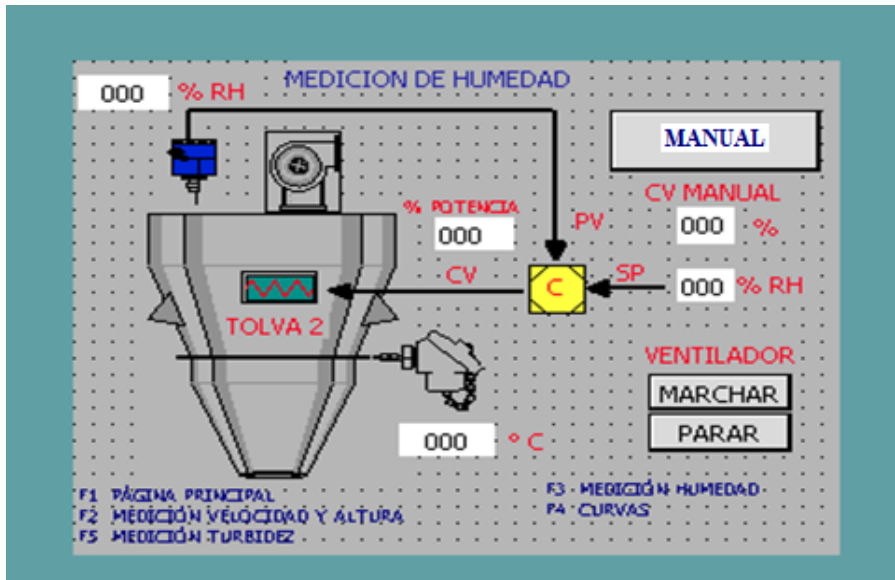 MEDICION DE HUMEDAD
000 % RH
MANUAL
CV MANUAL
000 %
% POTENCIA
000
PV
CV
C
SP
000 % RH
TOLVA 2
VENTILADOR
MARCHAR
PARAR
000 ° C
F1 PÁGINA PRINCIPAL
F2 MEDICIÓN VELOCIDAD Y ALTURA
F5 MEDICIÓN TURBIDEZ
F3 MEDICIÓN HUMEDAD
F4 CURVAS